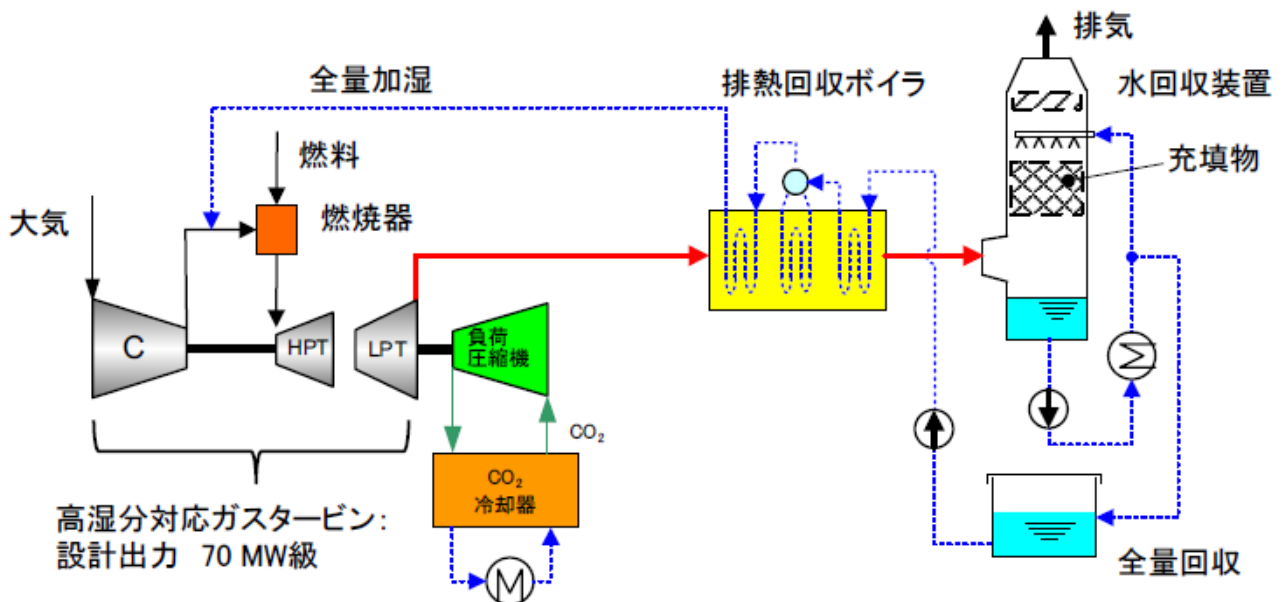 排気
全量加湿
排熱回収ボイラ
水回収装置
燃料
充填物
大気
燃焼器
C
HPT
LPT
負荷
圧縮機
CO₂
CO₂
冷却器
高湿分対応ガスタービン:
設計出力 70 MW級
M
全量回収